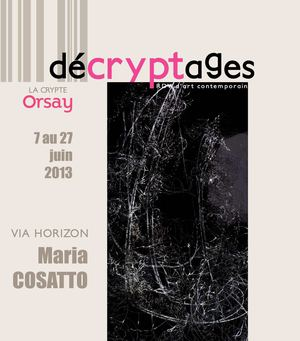 décryptages
RDV d'art contemporain
LA CRYPTE
Orsay
7 au 27
juin
2013
VIA HORIZON
Maria
COSATTO